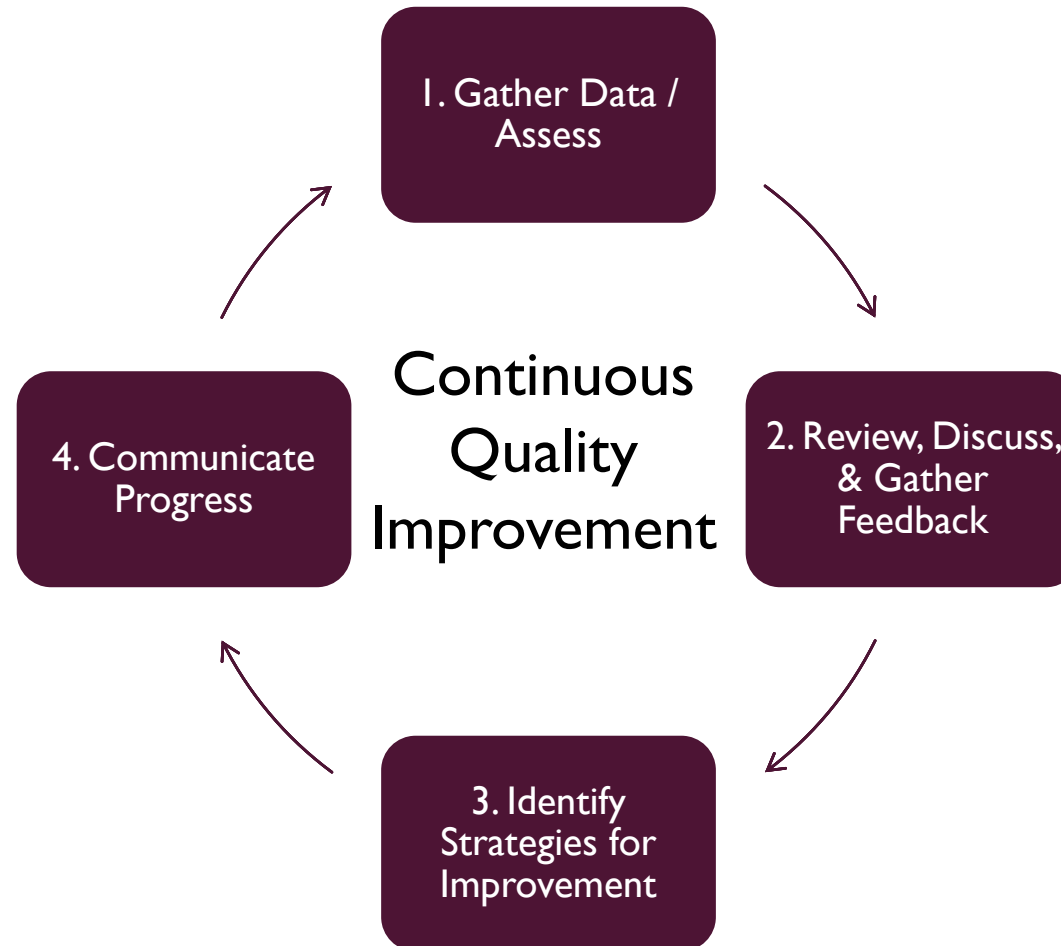 1. Gather Data /
Assess
Continuous
Quality
Improvement
2. Review, Discuss,
& Gather
Feedback
3. Identify
Strategies for
Improvement
4. Communicate
Progress